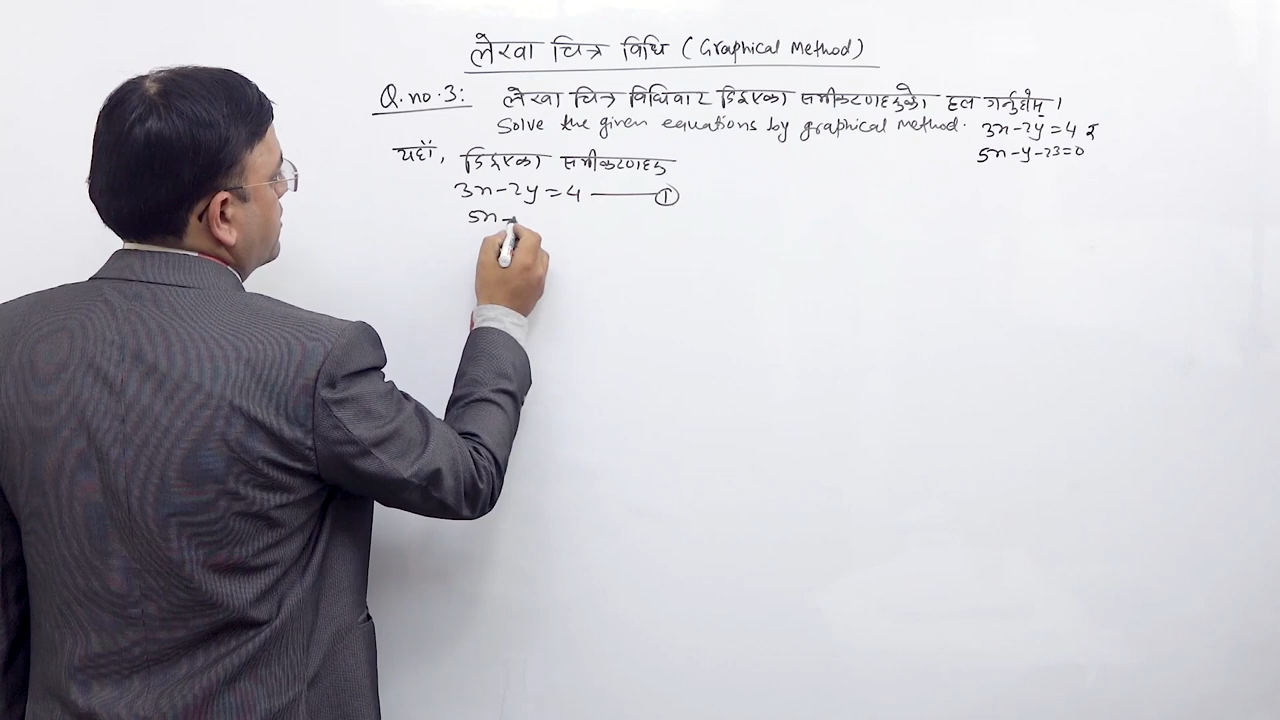 लेखा चित्र विधि (Graphical Method)
Q.no.3: लेखा चित्र विधिबाट दिइएका समीकरणहरुको हल गर्नुहोस् ।
Solve the given equations by graphical method. 3x-2y=4 र
5x-y-23=0
यहाँ, दिइएका समीकरणहरु
3x-2y=4 ——— ①
5x-